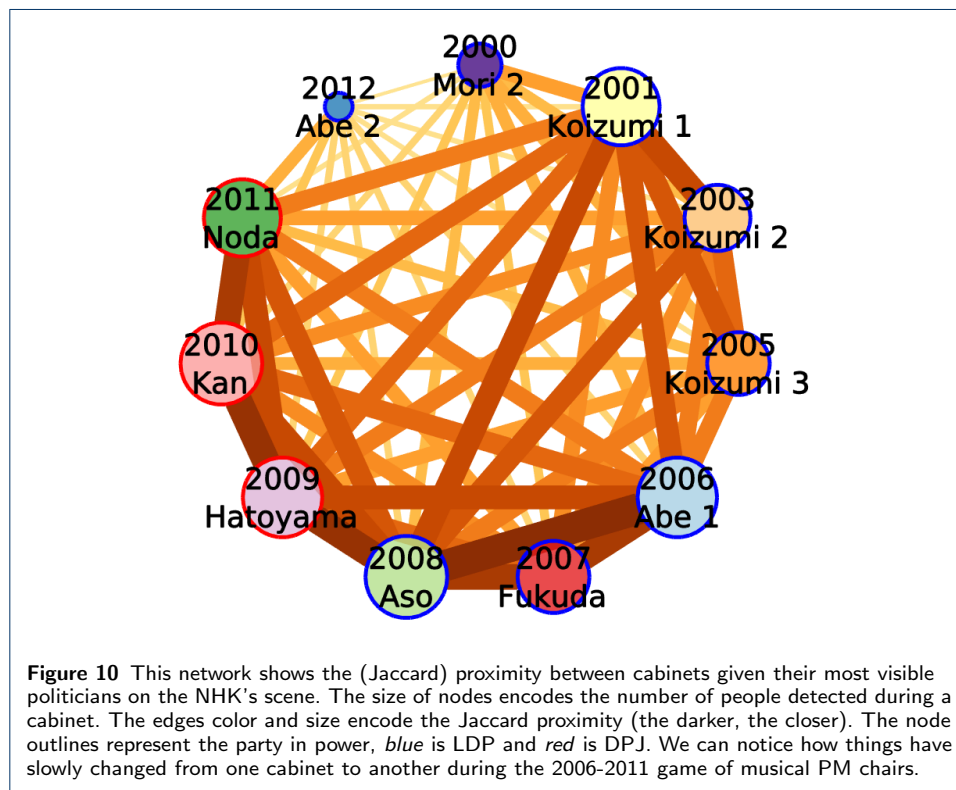 2000
Mori 2
2001
Koizumi 1
2003
Koizumi 2
2005
Koizumi 3
2006
Abe 1
2007
Fukuda
2008
Aso
2009
Hatoyama
2010
Kan
2011
Noda
2012
Abe 2
Figure 10 This network shows the (Jaccard) proximity between cabinets given their most visible
politicians on the NHK's scene. The size of nodes encodes the number of people detected during a
cabinet. The edges color and size encode the Jaccard proximity (the darker, the closer). The node
outlines represent the party in power, blue is LDP and red is DPJ. We can notice how things have
slowly changed from one cabinet to another during the 2006-2011 game of musical PM chairs.